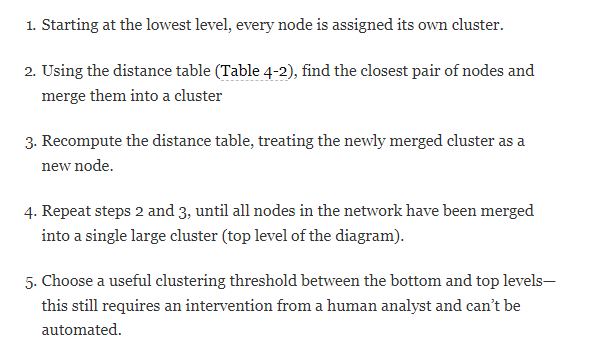 1. Starting at the lowest level, every node is assigned its own cluster.
2. Using the distance table (Table 4-2), find the closest pair of nodes and
merge them into a cluster
3. Recompute the distance table, treating the newly merged cluster as a
new node.
4. Repeat steps 2 and 3, until all nodes in the network have been merged
into a single large cluster (top level of the diagram).
5. Choose a useful clustering threshold between the bottom and top levels—
this still requires an intervention from a human analyst and can’t be
automated.